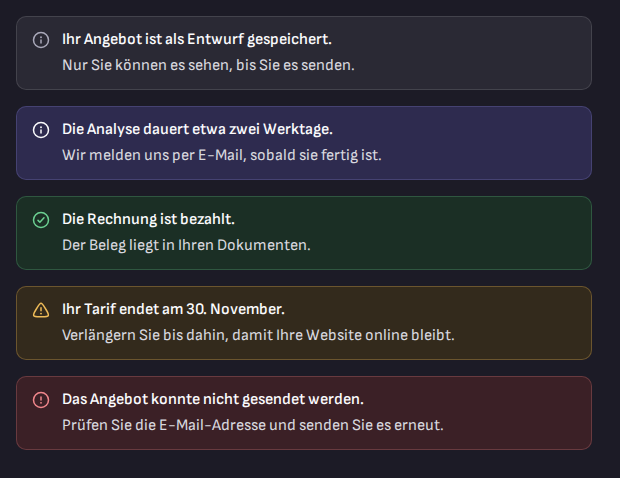 Ihr Angebot ist als Entwurf gespeichert.
Nur Sie können es sehen, bis Sie es senden.
Die Analyse dauert etwa zwei Werktage.
Wir melden uns per E-Mail, sobald sie fertig ist.
Die Rechnung ist bezahlt.
Der Beleg liegt in Ihren Dokumenten.
Ihr Tarif endet am 30. November.
Verlängern Sie bis dahin, damit Ihre Website online bleibt.
Das Angebot konnte nicht gesendet werden.
Prüfen Sie die E-Mail-Adresse und senden Sie es erneut.